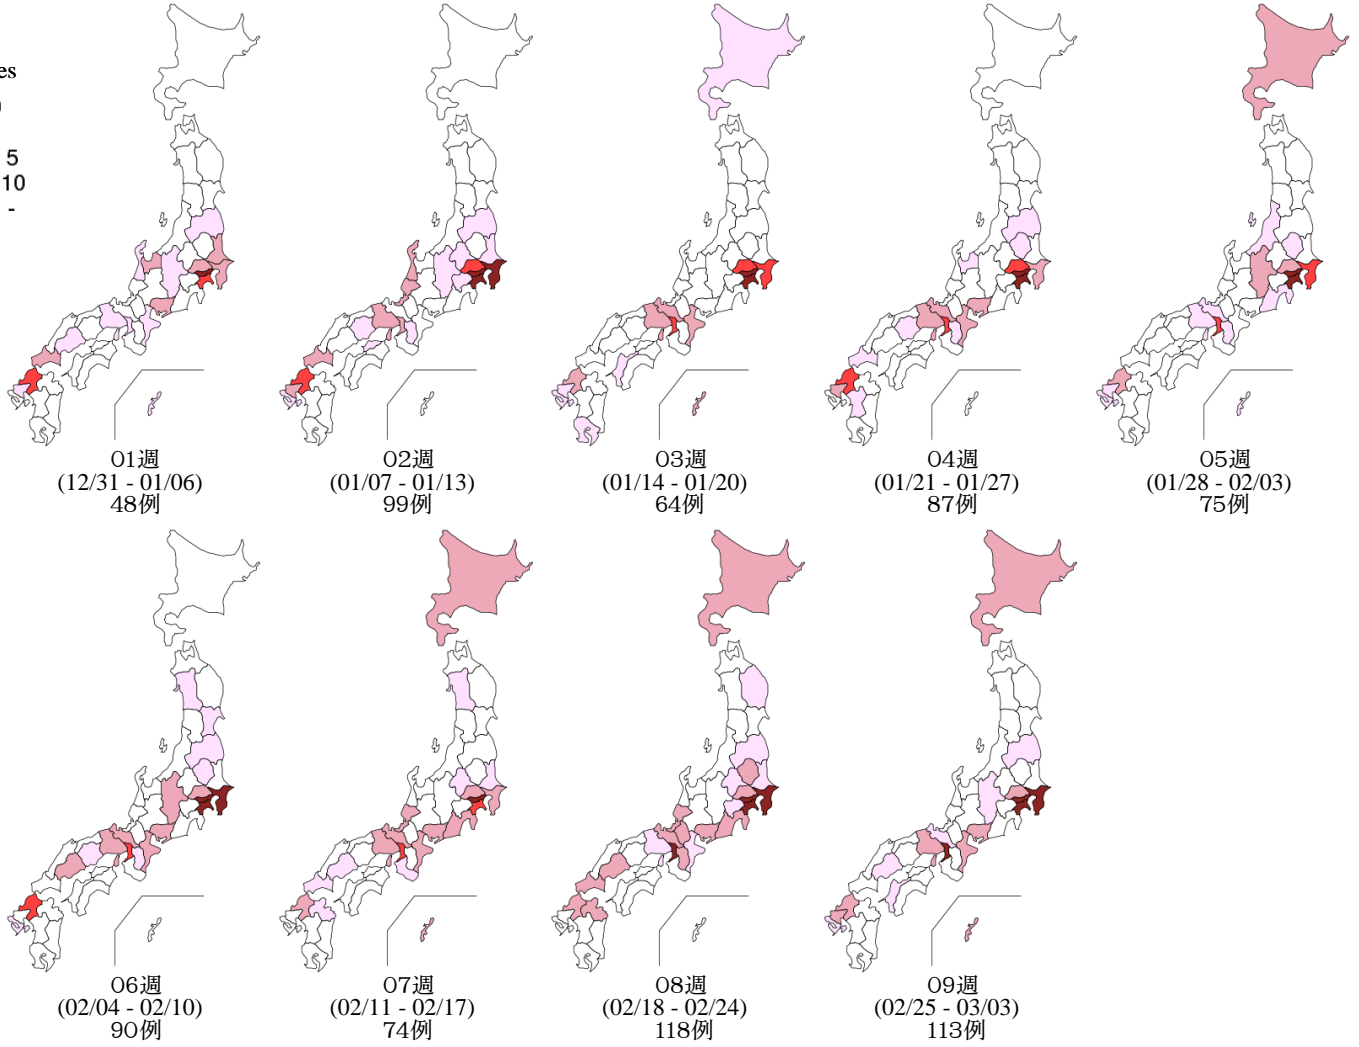 es
5
10
-
01週
(12/31 - 01/06)
48例
02週
(01/07 - 01/13)
99例
03週
(01/14 - 01/20)
64例
04週
(01/21 - 01/27)
87例
05週
(01/28 - 02/03)
75例
06週
(02/04 - 02/10)
90例
07週
(02/11 - 02/17)
74例
08週
(02/18 - 02/24)
118例
09週
(02/25 - 03/03)
113例